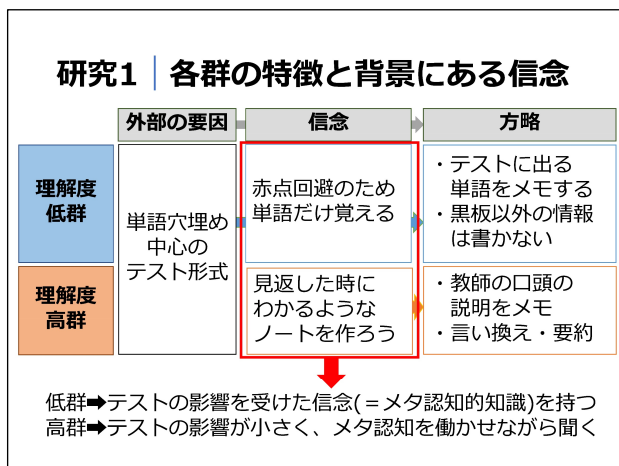 研究1│各群の特徴と背景にある信念
外部の要因
信念
方略
理解度
低群
単語穴埋め
中心の
テスト形式
赤点回避のため
単語だけ覚える
・テストに出る
単語をメモする
・黒板以外の情報
は書かない
理解度
高群
見返した時に
わかるような
ノートを作ろう
・教師の口頭の
説明をメモ
・言い換え・要約
低群➡テストの影響を受けた信念(=メタ認知的知識)を持つ
高群➡テストの影響が小さく、メタ認知を働かせながら聞く